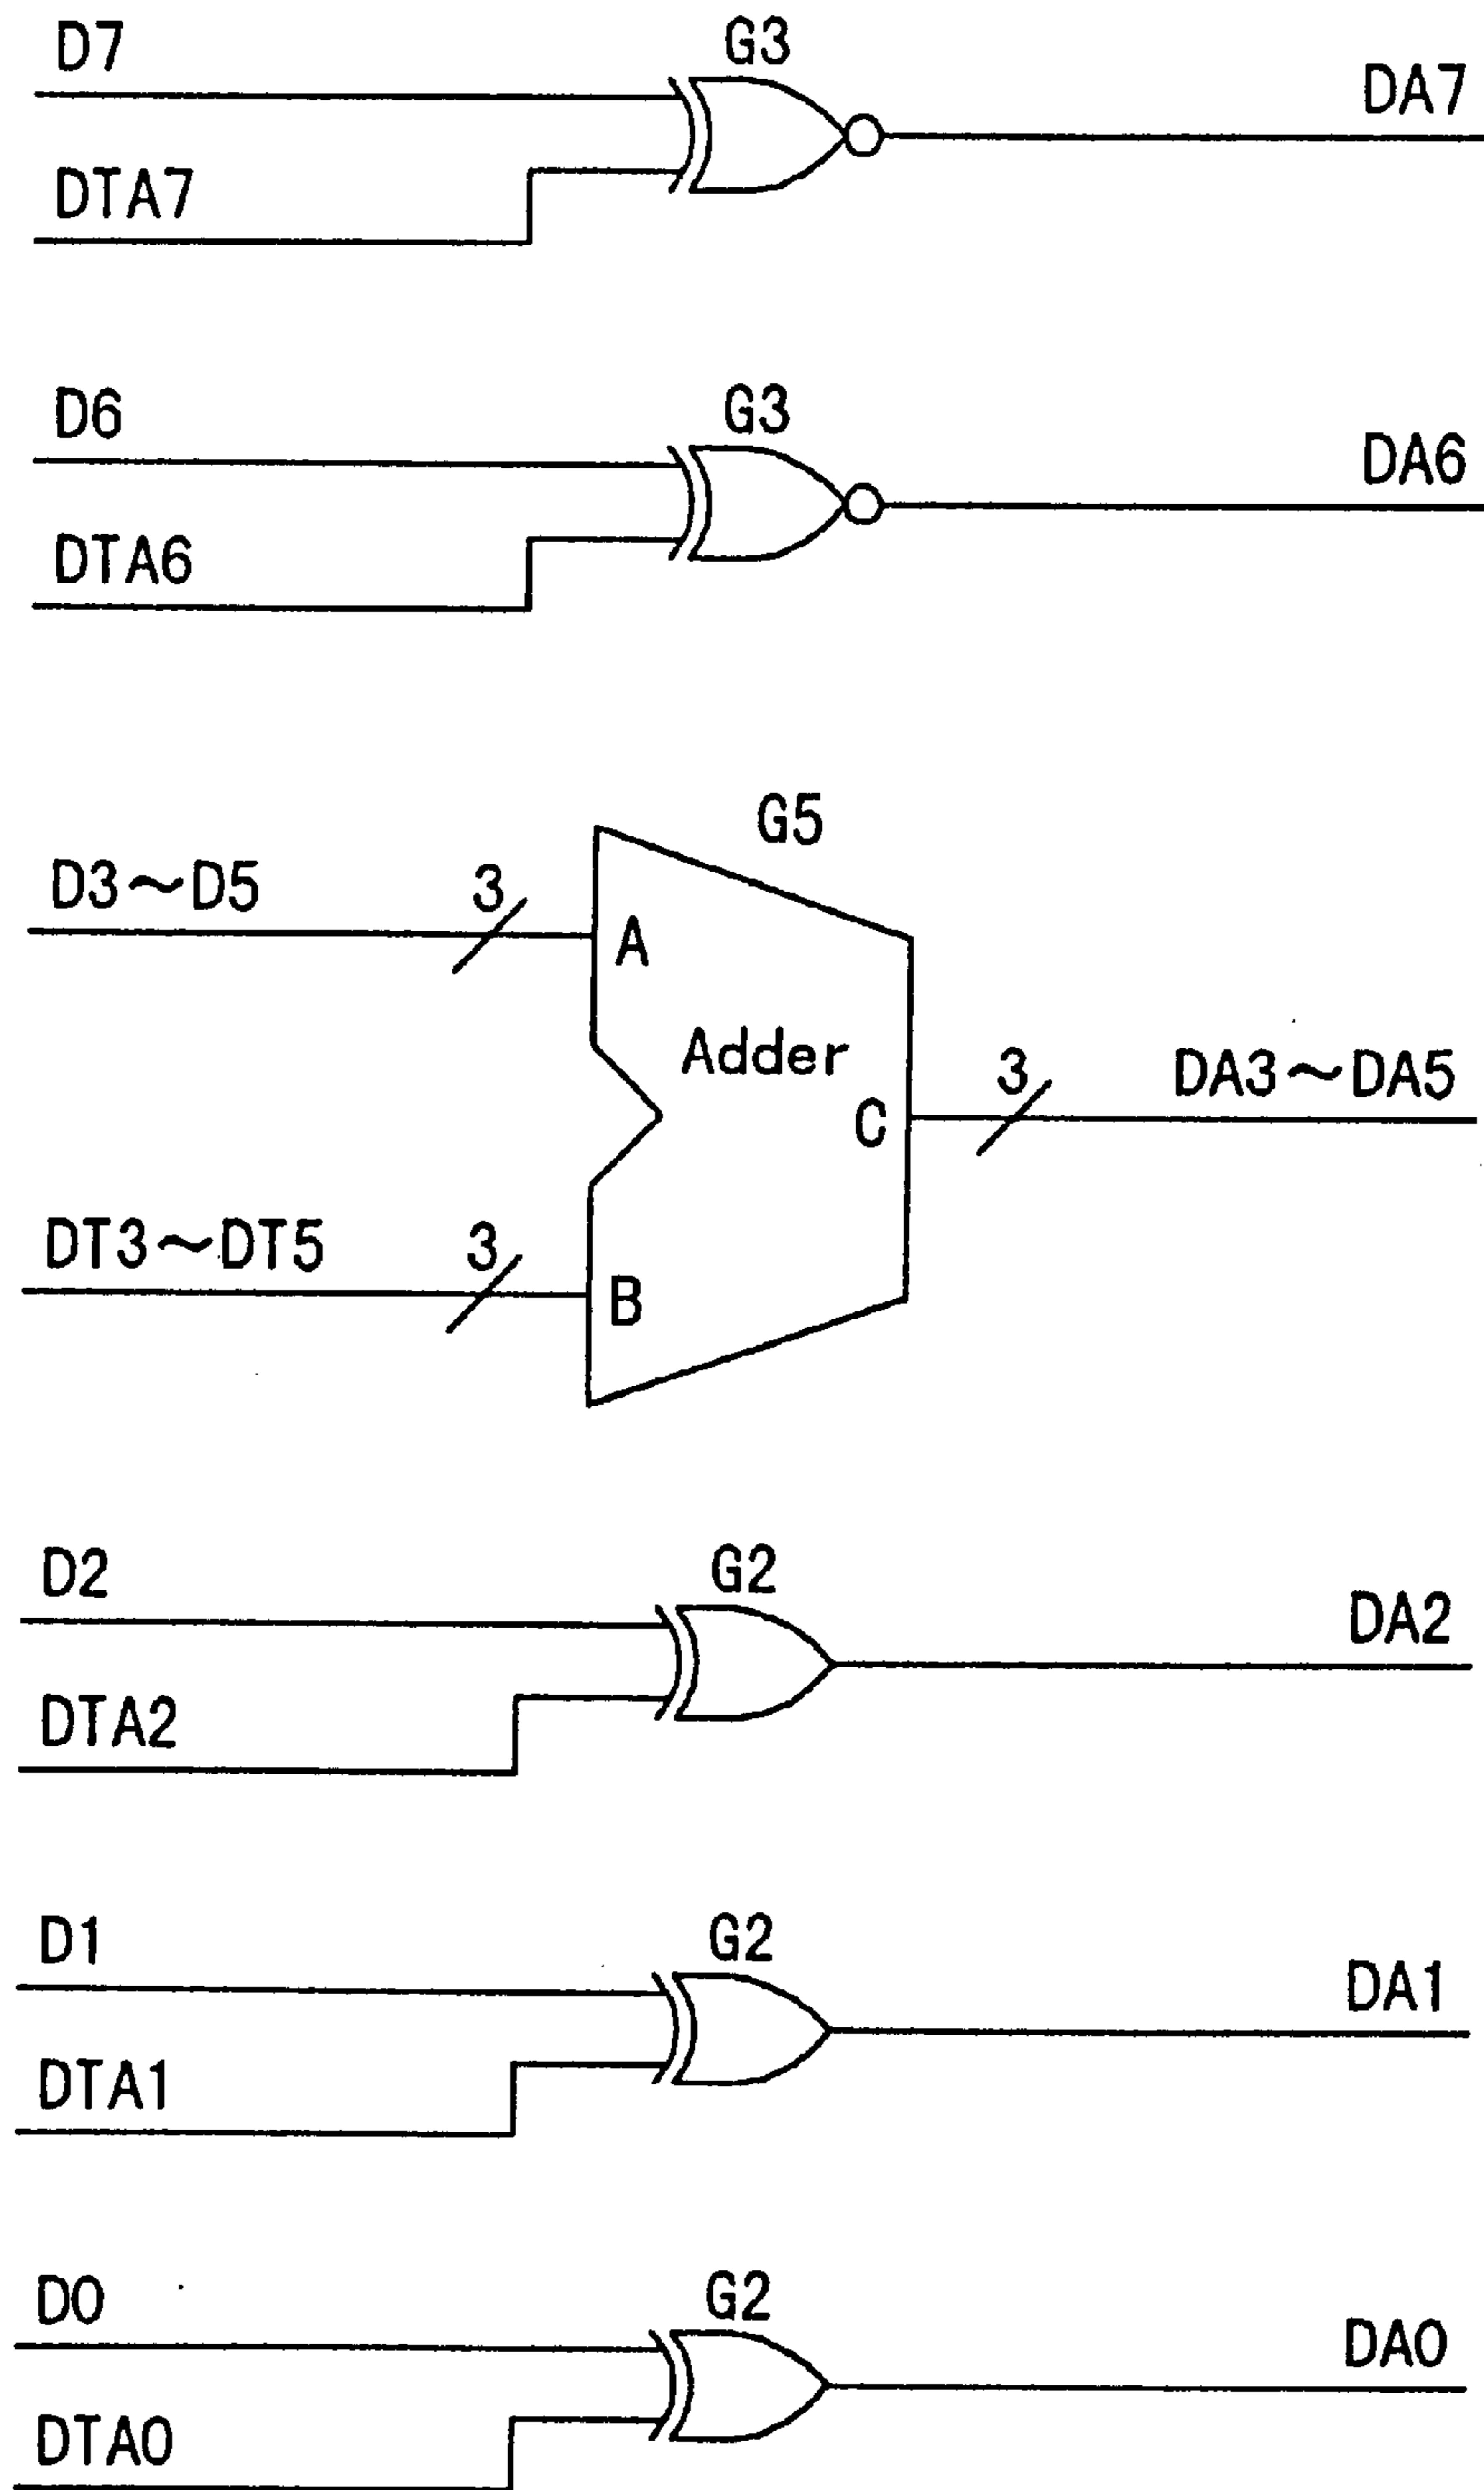 D7
G3
DA7
DTA7
D6
G3
DA6
DTA6
G5
D3~D5
3
A
Adder
3
DA3~DA5
C
DT3~DT5
3
B
D2
G2
DA2
DTA2
D1
G2
DA1
DTA1
D0
G2
DA0
DTA0